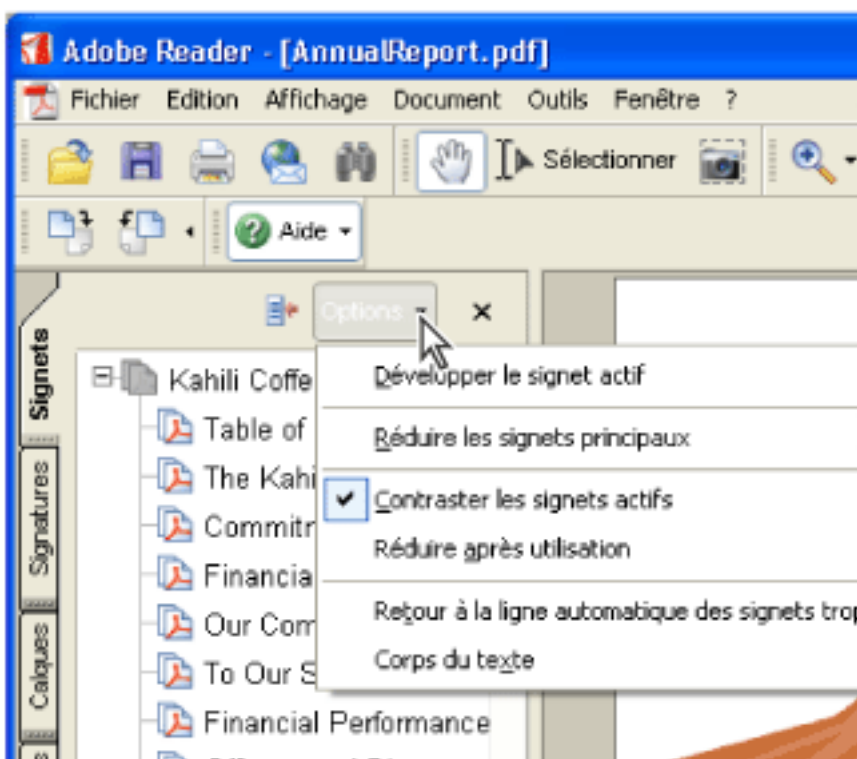 Adobe Reader - [AnnualReport.pdf]
Fichier Edition Affichage Document Outils Fenêtre ?
Sélectionner
Aide
Options
Signets
Signatures
Calques
Kahili Coffe
Table of
The Kahi
Commitr
Financia
Our Com
To Our S
Financial Performance
Développer le signet actif
Réduire les signets principaux
Contraster les signets actifs
Réduire après utilisation
Retour à la ligne automatique des signets trop
Corps du texte